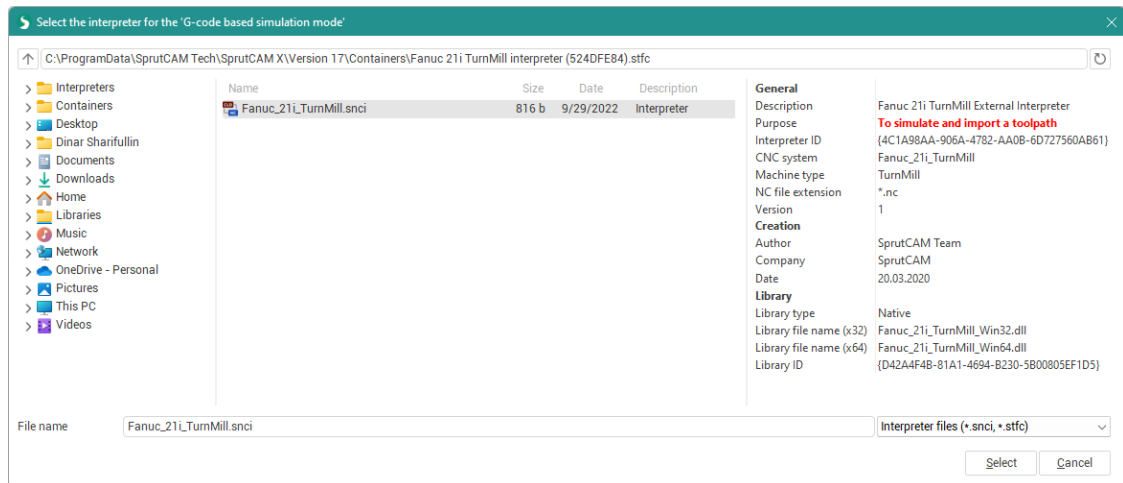 Select the interpreter for the 'G-code based simulation mode'
C:\ProgramData\SprutCAM Tech\SprutCAM X\Version 17\Containers\Fanuc 21i TurnMill interpreter (524DFE84).stfc
Interpreters
Containers
Desktop
Dinar Sharifullin
Documents
Downloads
Home
Libraries
Music
Network
OneDrive - Personal
Pictures
This PC
Videos
Name Size Date Description
Fanuc_21i_TurnMill.snci 816 b 9/29/2022 Interpreter
General
Description Fanuc 21i TurnMill External Interpreter
Purpose To simulate and import a toolpath
Interpreter ID {4C1A98AA-906A-4782-AA0B-6D727560AB61}
CNC system Fanuc_21i_TurnMill
Machine type TurnMill
NC file extension *.nc
Version 1
Creation
Author SprutCAM Team
Company SprutCAM
Date 20.03.2020
Library
Library type Native
Library file name (x32) Fanuc_21i_TurnMill_Win32.dll
Library file name (x64) Fanuc_21i_TurnMill_Win64.dll
Library ID {D42A4F4B-81A1-4694-B230-5B00805EF1D5}
File name Fanuc_21i_TurnMill.snci Interpreter files (*.snci, *.stfc)
Select Cancel